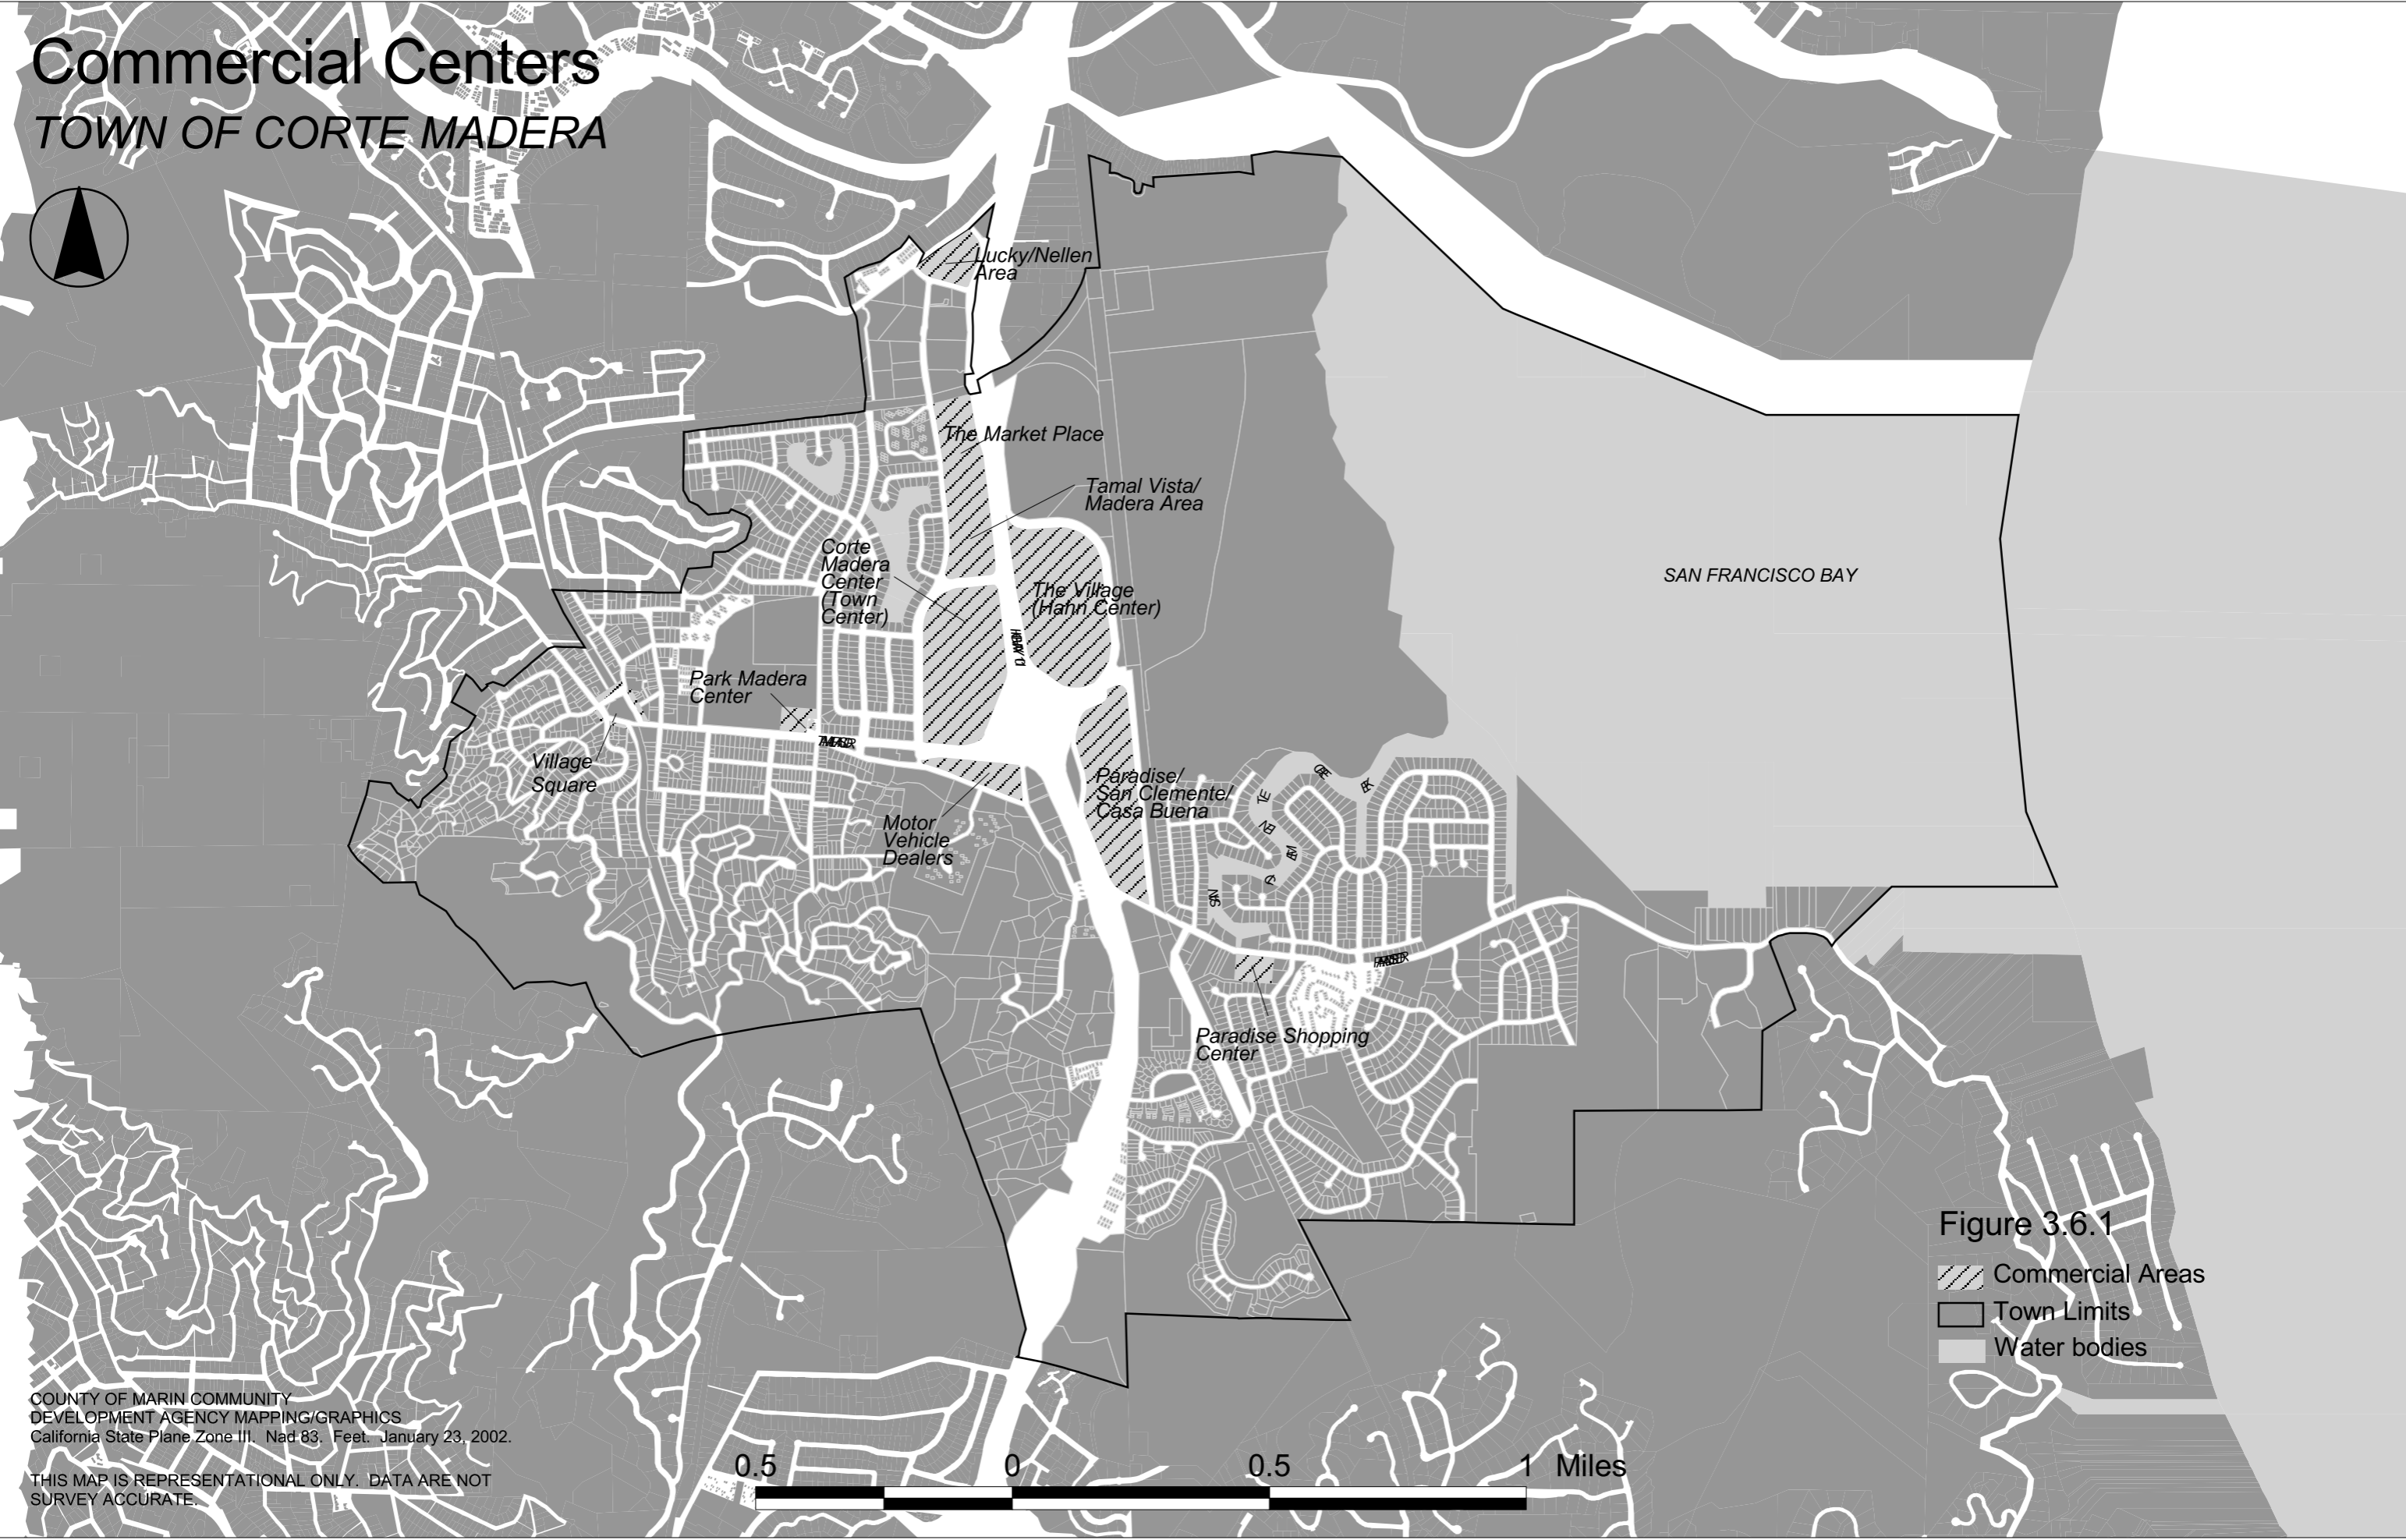 Commercial Centers
TOWN OF CORTE MADERA
Lucky/Nellen
Area
The Market Place
Tamal Vista/
Madera Area
Corte
Madera
Center
(Town
Center)
The Village
(Hahn Center)
SAN FRANCISCO BAY
Park Madera
Center
Village
Square
Motor
Vehicle
Dealers
Paradise/
San Clemente/
Casa Buena
Paradise Shopping
Center
Figure 3.6.1
Commercial Areas
Town Limits
Water bodies
COUNTY OF MARIN COMMUNITY
DEVELOPMENT AGENCY MAPPING/GRAPHICS
California State Plane Zone III. Nad 83. Feet. January 23, 2002.
THIS MAP IS REPRESENTATIONAL ONLY. DATA ARE NOT
SURVEY ACCURATE.
0.5 0 0.5 1 Miles